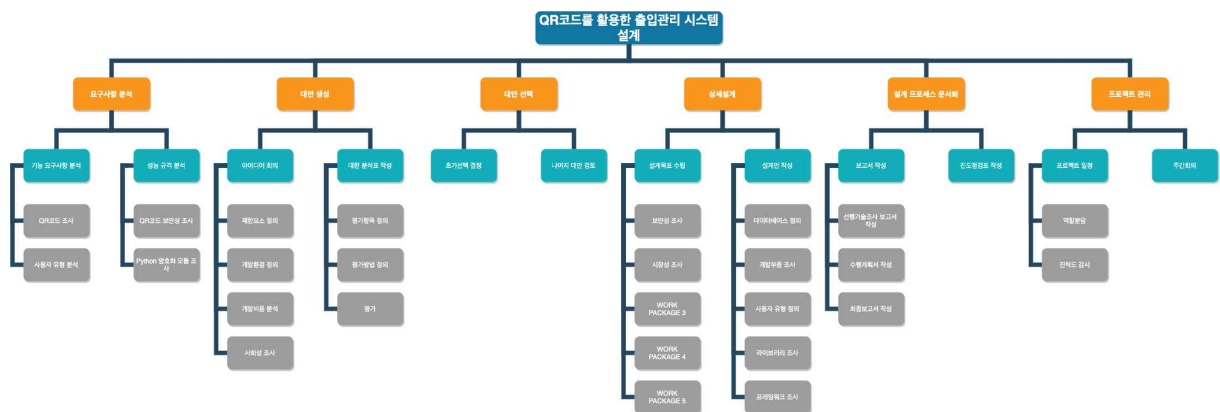 QR코드를 활용한 출입관리 시스템
설계
요구사항 분석
대안 생성
대안 선택
상세설계
설계 프로세스 문서화
프로젝트 관리
기능 요구사항 분석
성능 규격 분석
아이디어 회의
대한 분석표 작성
초기선택 결정
나머지 대안 검토
설계목표 수립
설계안 작성
보고서 작성
진도점검표 작성
프로젝트 일정
주간회의
QR코드 조사
QR코드 보안성 조사
제한요소 정의
평가항목 정의
보안성 조사
데이터베이스 정의
선행기술조사 보고서
작성
역할분담
사용자 유형 분석
Python 암호화 모듈 조
사
개발환경 정의
평가방법 정의
시장성 조사
개발부품 조사
수행계획서 작성
진척도 감시
개발비용 분석
평가
WORK
PACKAGE 3
사용자 유형 정의
최종보고서 작성
사회성 조사
WORK
PACKAGE 4
라이브러리 조사
WORK
PACKAGE 5
프레임워크 조사